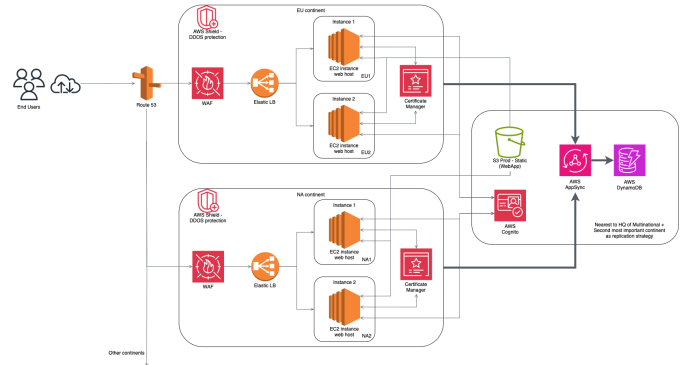 EU continent
AWS Shield -
DDOS protection
Instance 1
EC2 instance
web host
EU1
End Users
Route 53
WAF
Elastic LB
Certificate
Manager
Instance 2
EC2 instance
web host
EU2
S3 Prod - Static
(WebApp)
AWS
AppSync
AWS
DynamoDB
NA continent
AWS Shield -
DDOS protection
Instance 1
EC2 instance
web host
NA1
AWS
Cognito
Nearest to HQ of Multinational +
Second most important continent
as replication strategy
WAF
Elastic LB
Certificate
Manager
Instance 2
EC2 instance
web host
NA2
Other continents